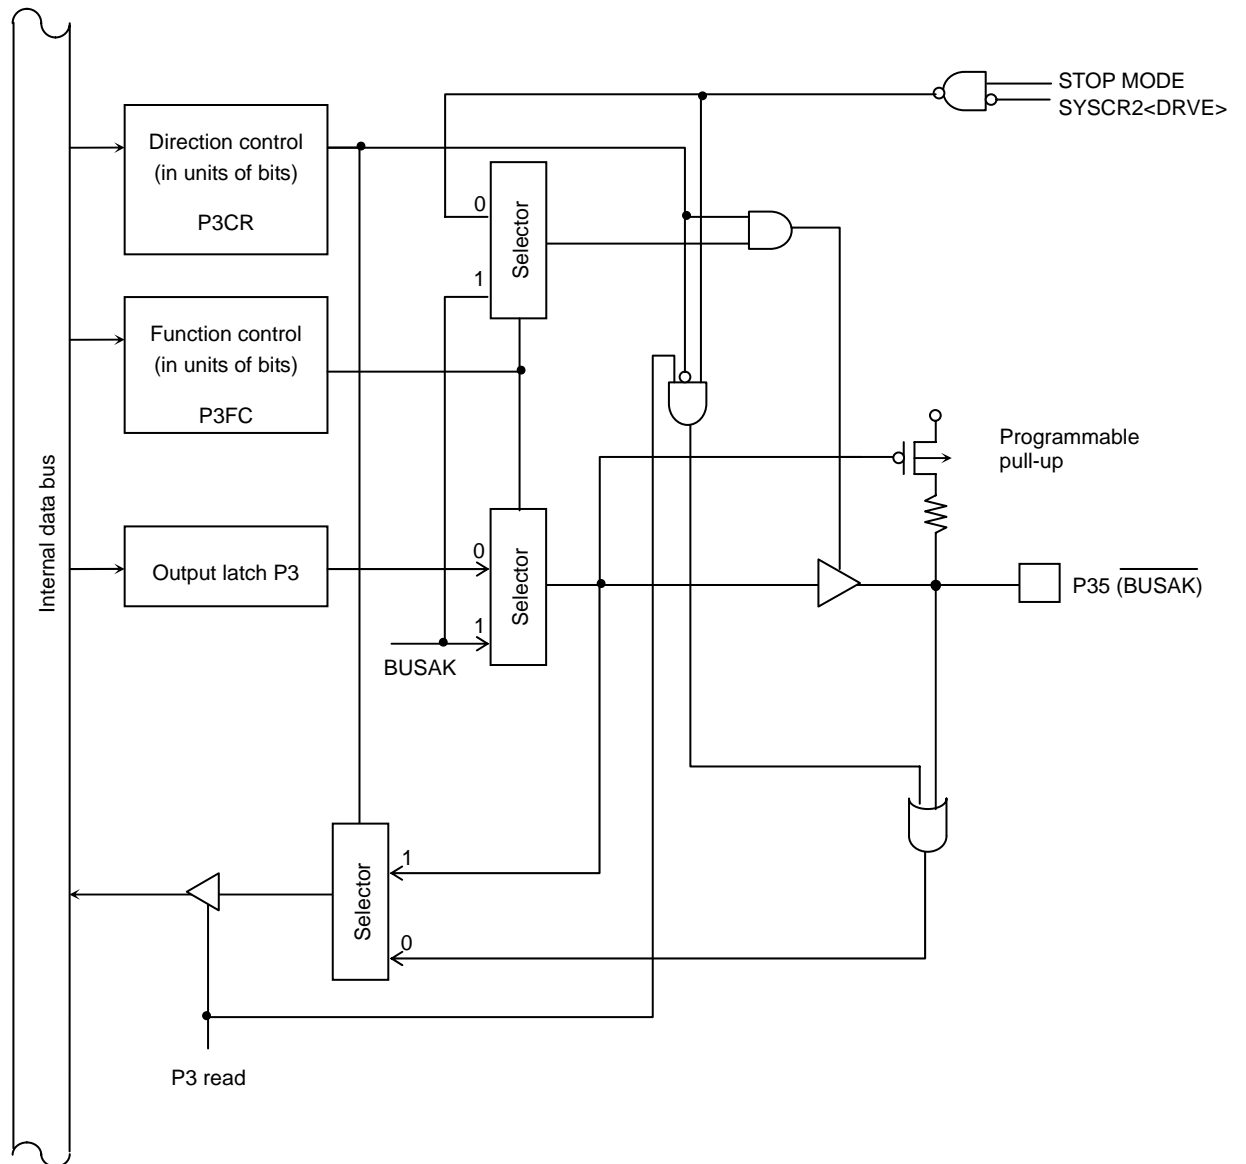 STOP MODE
SYSCR2<DRVE>
Direction control
(in units of bits)
P3CR
0
Selector
1
Function control
(in units of bits)
P3FC
Programmable
pull-up
Internal data bus
Output latch P3
0
Selector
1
BUSAK
P35 (BUSAK)
1
Selector
0
P3 read